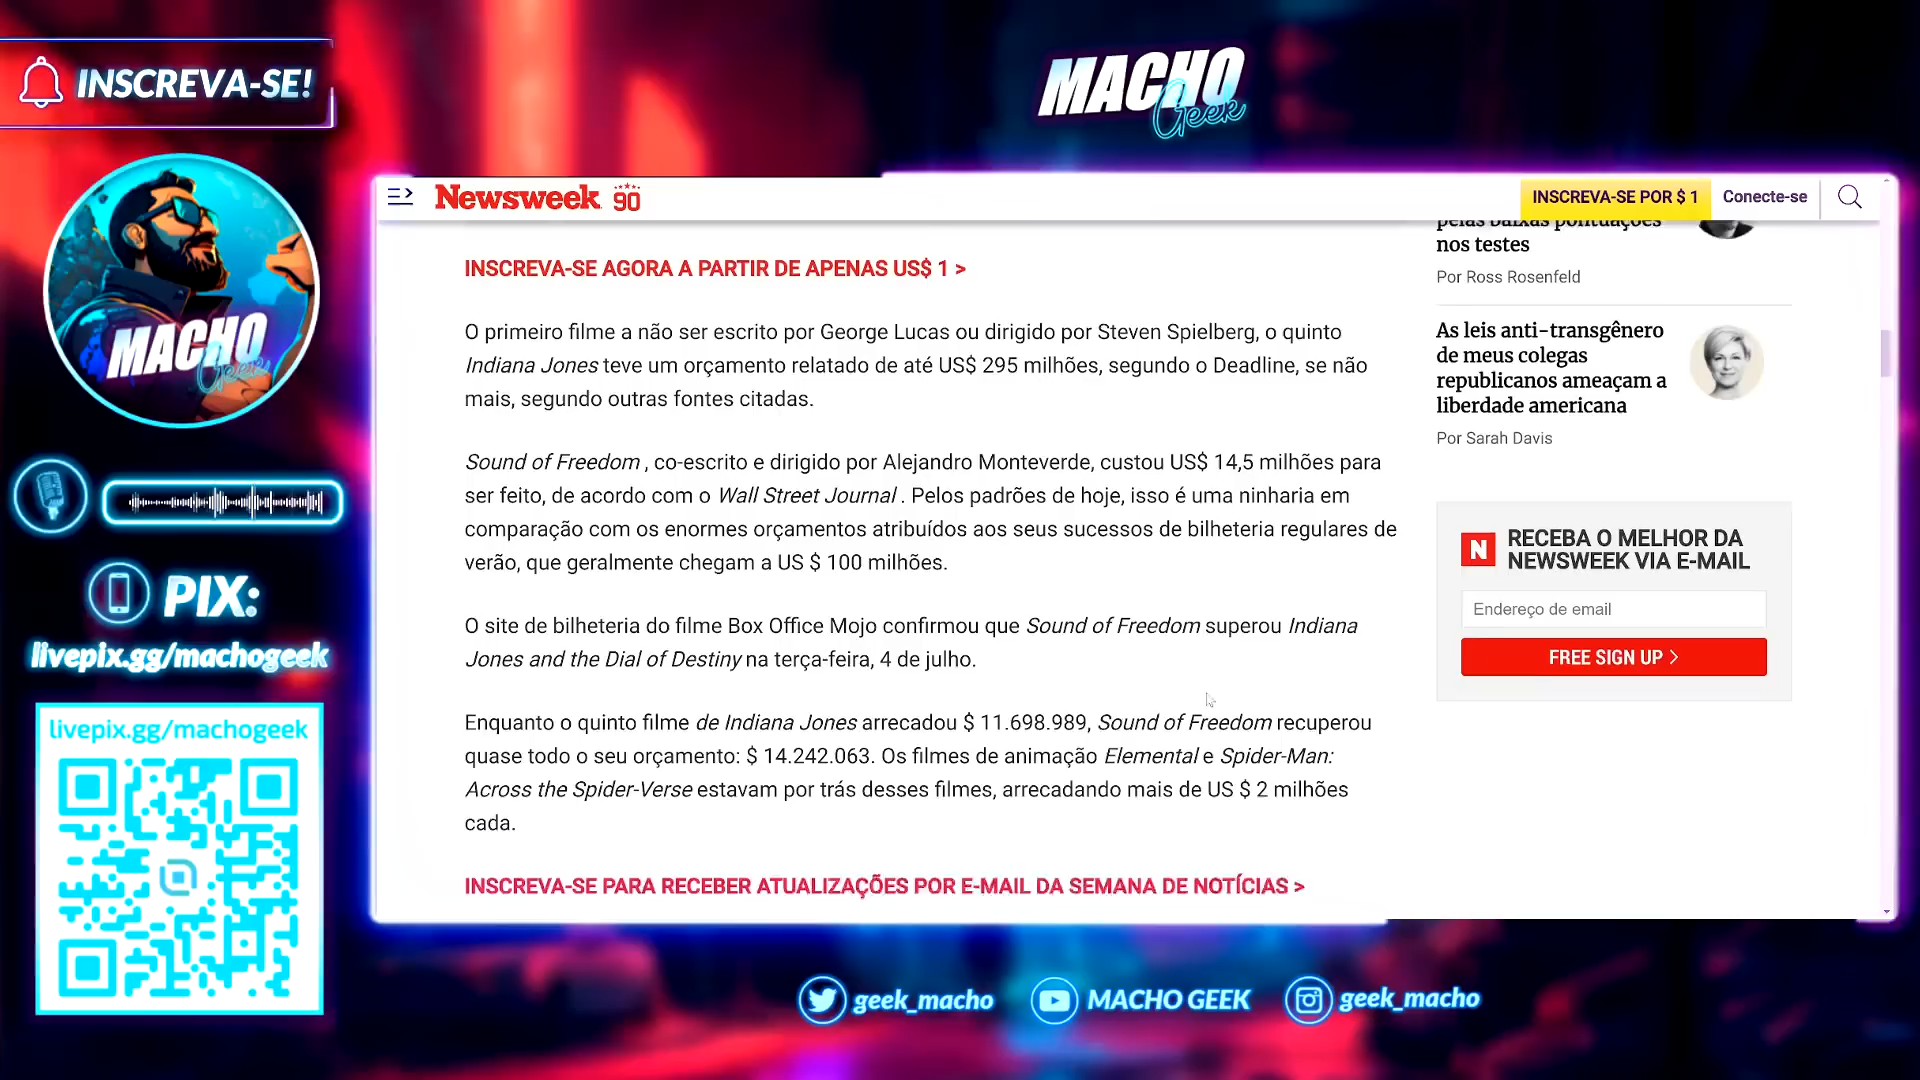 INSCREVA-SE!
MACHO
Geek
MACHO
Geek
PIX:
livepix.gg/machogeek
livepix.gg/machogeek
Newsweek 90
INSCREVA-SE POR $ 1
Conecte-se
INSCREVA-SE AGORA A PARTIR DE APENAS US$ 1 >
O primeiro filme a não ser escrito por George Lucas ou dirigido por Steven Spielberg, o quinto
Indiana Jones teve um orçamento relatado de até US$ 295 milhões, segundo o Deadline, se não
mais, segundo outras fontes citadas.
Sound of Freedom , co-escrito e dirigido por Alejandro Monteverde, custou US$ 14,5 milhões para
ser feito, de acordo com o Wall Street Journal . Pelos padrões de hoje, isso é uma ninharia em
comparação com os enormes orçamentos atribuídos aos seus sucessos de bilheteria regulares de
verão, que geralmente chegam a US $ 100 milhões.
O site de bilheteria do filme Box Office Mojo confirmou que Sound of Freedom superou Indiana
Jones and the Dial of Destiny na terça-feira, 4 de julho.
Enquanto o quinto filme de Indiana Jones arrecadou $ 11.698.989, Sound of Freedom recuperou
quase todo o seu orçamento: $ 14.242.063. Os filmes de animação Elemental e Spider-Man:
Across the Spider-Verse estavam por trás desses filmes, arrecadando mais de US $ 2 milhões
cada.
INSCREVA-SE PARA RECEBER ATUALIZAÇÕES POR E-MAIL DA SEMANA DE NOTÍCIAS >
pelas baixas pontuações
nos testes
Por Ross Rosenfeld
As leis anti-transgênero
de meus colegas
republicanos ameaçam a
liberdade americana
Por Sarah Davis
N
RECEBA O MELHOR DA
NEWSWEEK VIA E-MAIL
Endereço de email
FREE SIGN UP >
geek_macho
MACHO GEEK
geek_macho